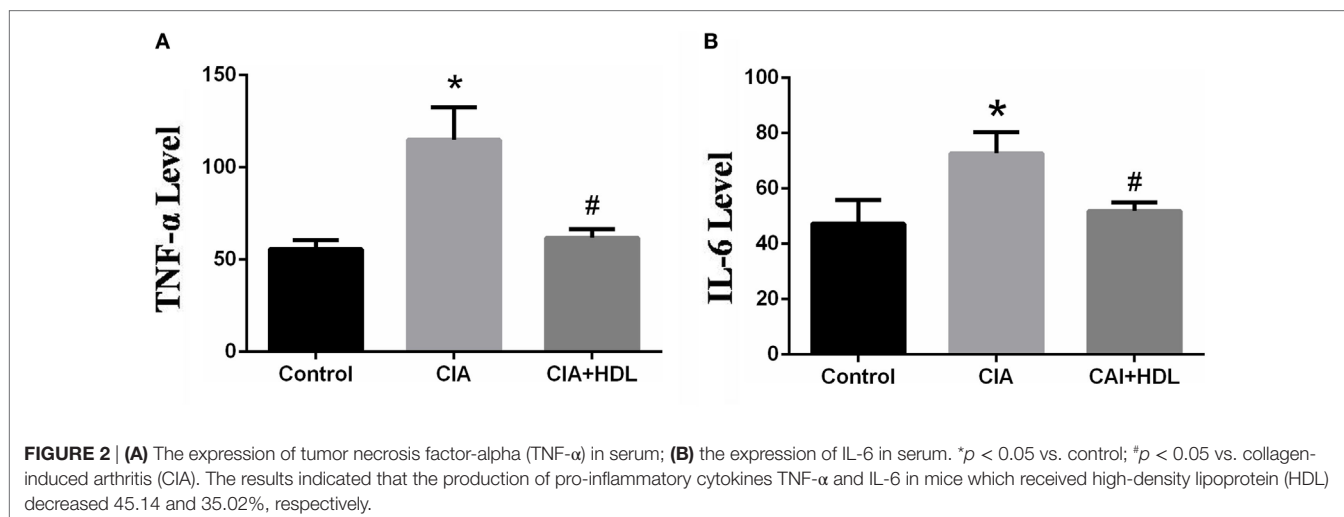 A
TNF-α Level
150
100
50
0
*
#
Control CIA CIA+HDL
B
IL-6 Level
100
80
60
40
20
0
*
#
Control CIA CAI+HDL
FIGURE 2 | (A) The expression of tumor necrosis factor-alpha (TNF-α) in serum; (B) the expression of IL-6 in serum. *p < 0.05 vs. control; #p < 0.05 vs. collagen-
induced arthritis (CIA). The results indicated that the production of pro-inflammatory cytokines TNF-α and IL-6 in mice which received high-density lipoprotein (HDL)
decreased 45.14 and 35.02%, respectively.